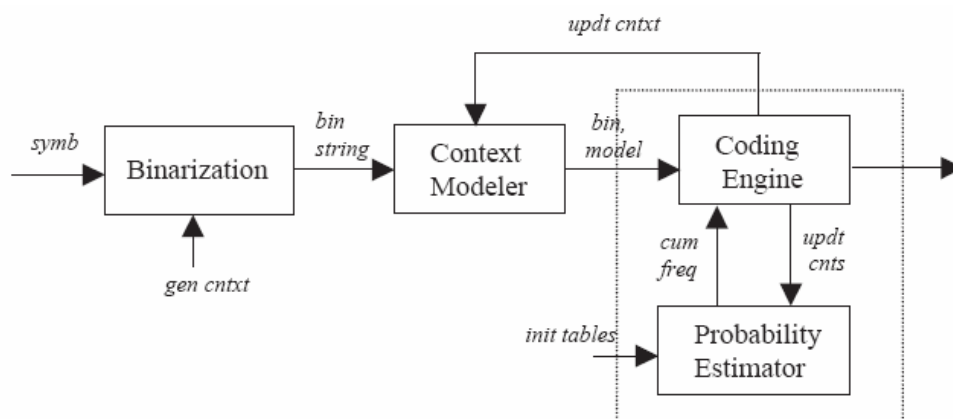 updt cntxt
symb
Binarization
bin
string
Context
Modeler
bin,
model
Coding
Engine
gen cntxt
cum
freq
updt
cnts
init tables
Probability
Estimator